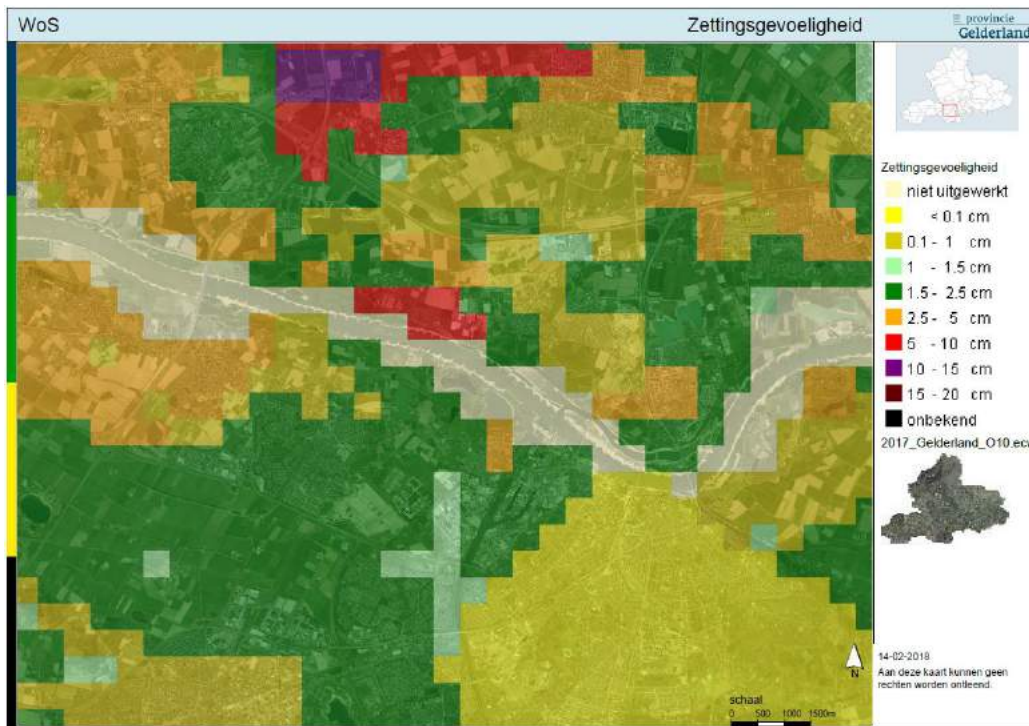 WoS
Zettingsgevoeligheid
provincie
Gelderland
Zettingsgevoeligheid
niet uitgewerkt
< 0.1 cm
0.1 - 1 cm
1 - 1.5 cm
1.5 - 2.5 cm
2.5 - 5 cm
5 - 10 cm
10 - 15 cm
15 - 20 cm
onbekend
2017_Gelderland_O10.ecw
N
14-02-2018
Aan deze kaart kunnen geen
rechten worden ontleend.
schaal
0 500 1000 1500m